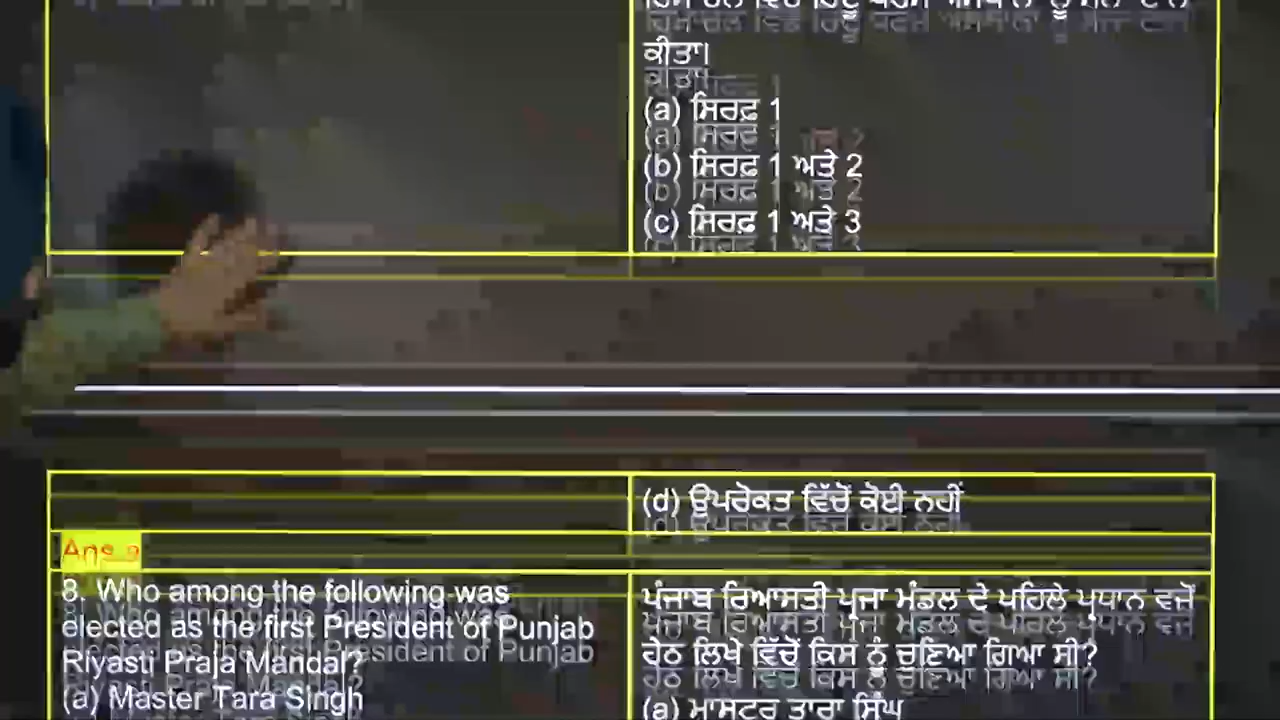 ਕੀਤਾ।
(a) ਸਿਰਫ਼ 1
(b) ਸਿਰਫ਼ 1 ਅਤੇ 2
(c) ਸਿਰਫ਼ 1 ਅਤੇ 3
(d) ਉਪਰੋਕਤ ਵਿੱਚੋਂ ਕੋਈ ਨਹੀਂ
Ans
8. Who among the following was
elected as the first President of Punjab
Riyasti Praja Mandal?
(a) Master Tara Singh
ਪੰਜਾਬ ਰਿਆਸਤੀ ਪ੍ਰਜਾ ਮੰਡਲ ਦੇ ਪਹਿਲੇ ਪ੍ਰਧਾਨ ਵਜੋਂ
ਹੇਠ ਲਿਖੇ ਵਿੱਚੋਂ ਕਿਸ ਨੂੰ ਚੁਣਿਆ ਗਿਆ ਸੀ?
(a) ਮਾਸਟਰ ਤਾਰਾ ਸਿੰਘ